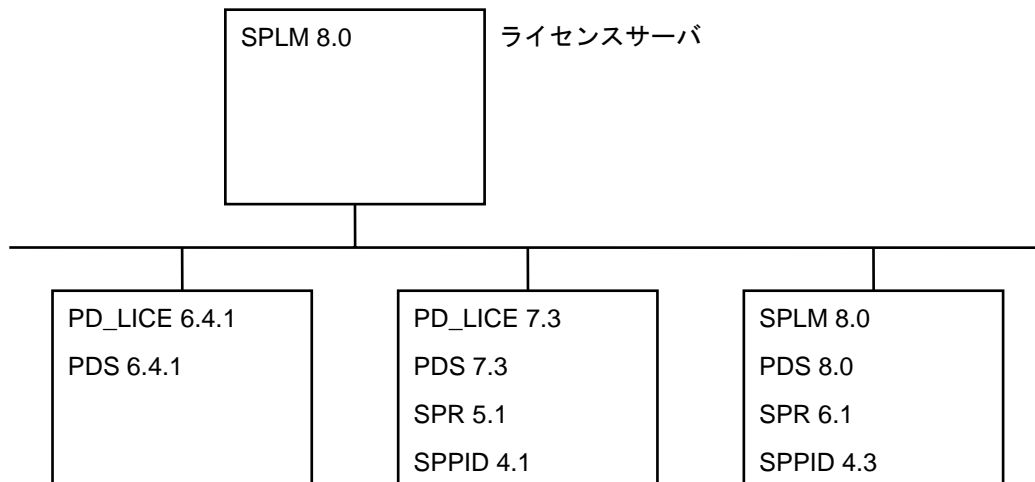 SPLM 8.0
ライセンスサーバ
PD_LICE 6.4.1
PDS 6.4.1
PD_LICE 7.3
PDS 7.3
SPR 5.1
SPPID 4.1
SPLM 8.0
PDS 8.0
SPR 6.1
SPPID 4.3